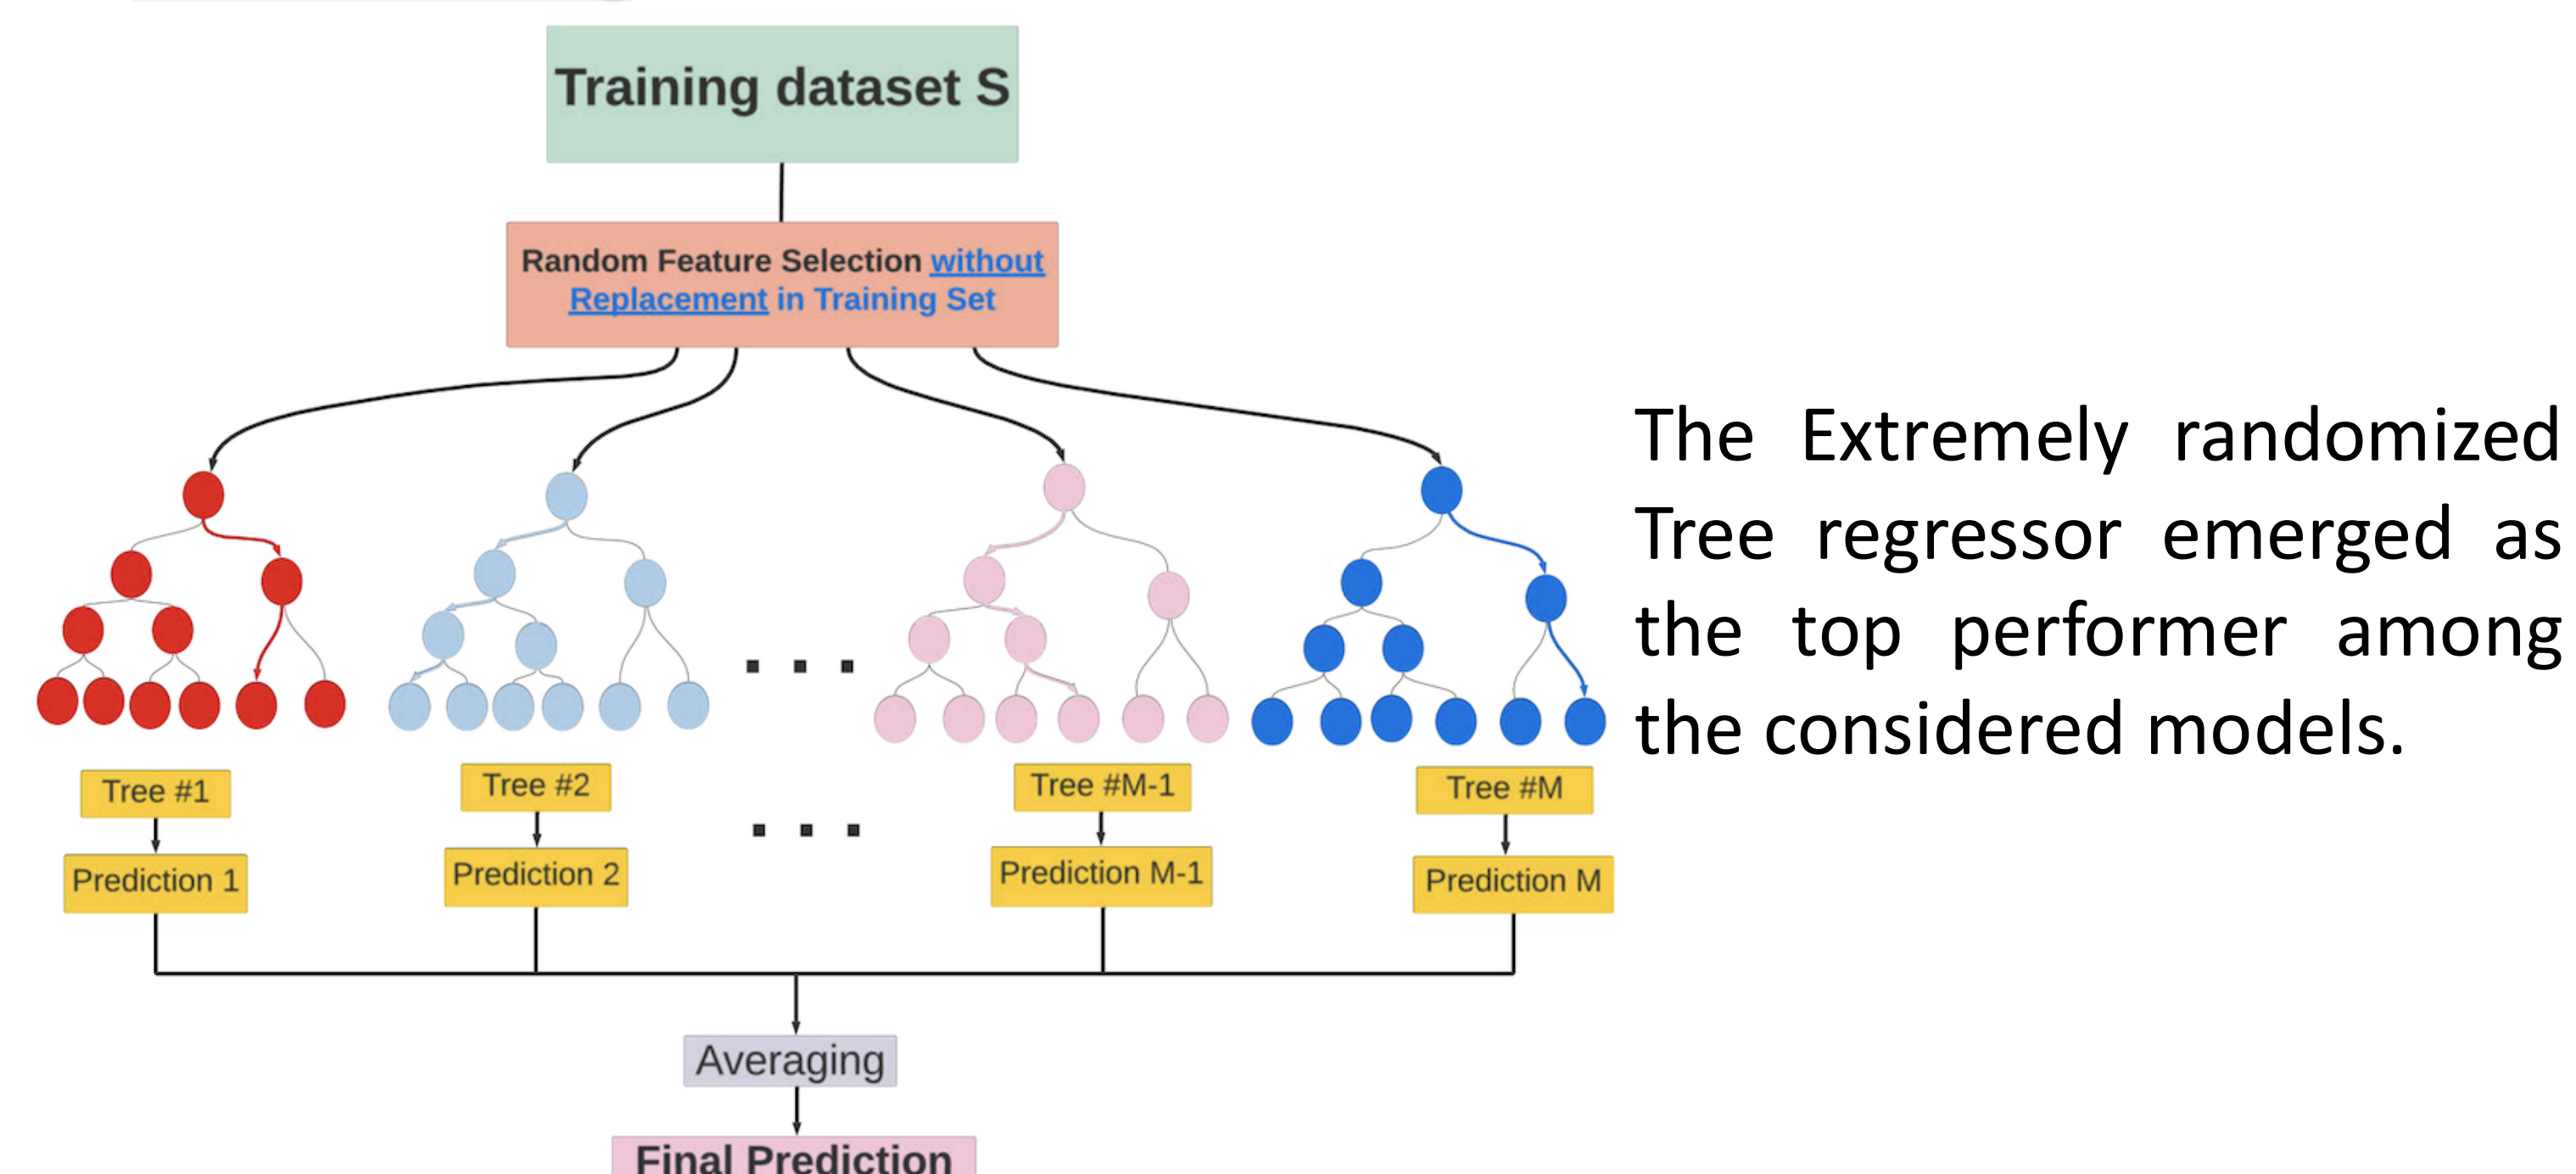 Training dataset S
Random Feature Selection without
Replacement in Training Set
The Extremely randomized
Tree regressor emerged as
the top performer among
the considered models.
Tree #1
Tree #2
Tree #M-1
Tree #M
Prediction 1
Prediction 2
Prediction M-1
Prediction M
Averaging
Final Prediction